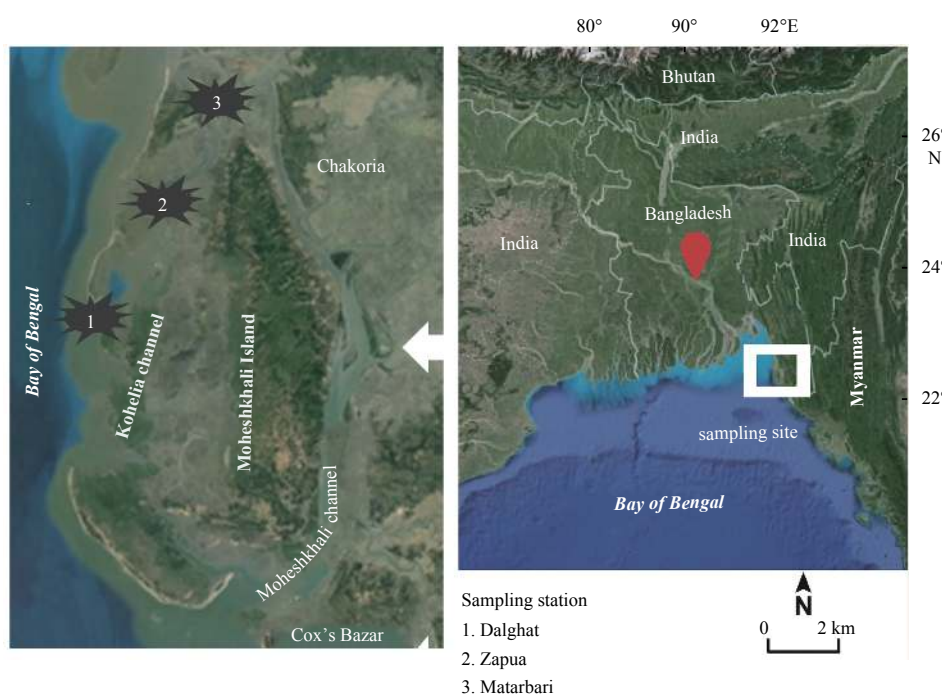 80° 90° 92°E
Bhutan
India
26°
N
Bangladesh
India
India
24°
Myanmar
22°
sampling site
Bay of Bengal
3
Chakoria
2
1
Bay of Bengal
Kohelia channel
Moheshkhali Island
Moheshkhali channel
Cox's Bazar
Sampling station
1. Dalghat
2. Zapua
3. Matarbari
N
0 2 km